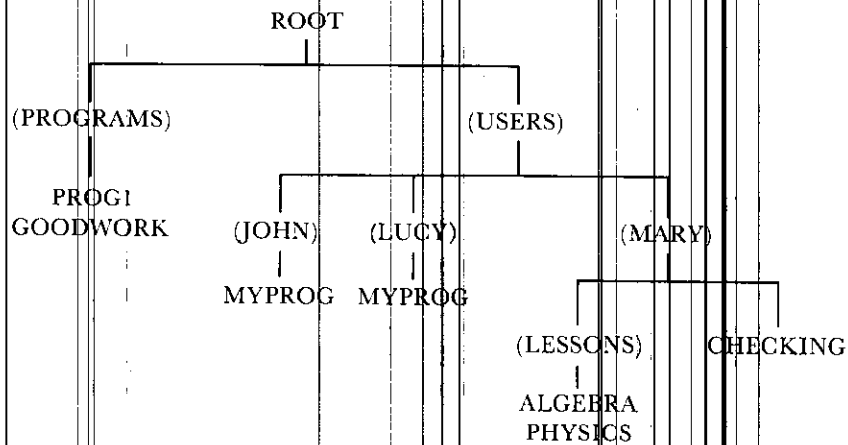 ROOT
(PROGRAMS)
(USERS)
PROG1
GOODWORK
(JOHN)
(LUCY)
(MARY)
MYPROG
MYPROG
(LESSONS)
CHECKING
ALGEBRA
PHYSICS